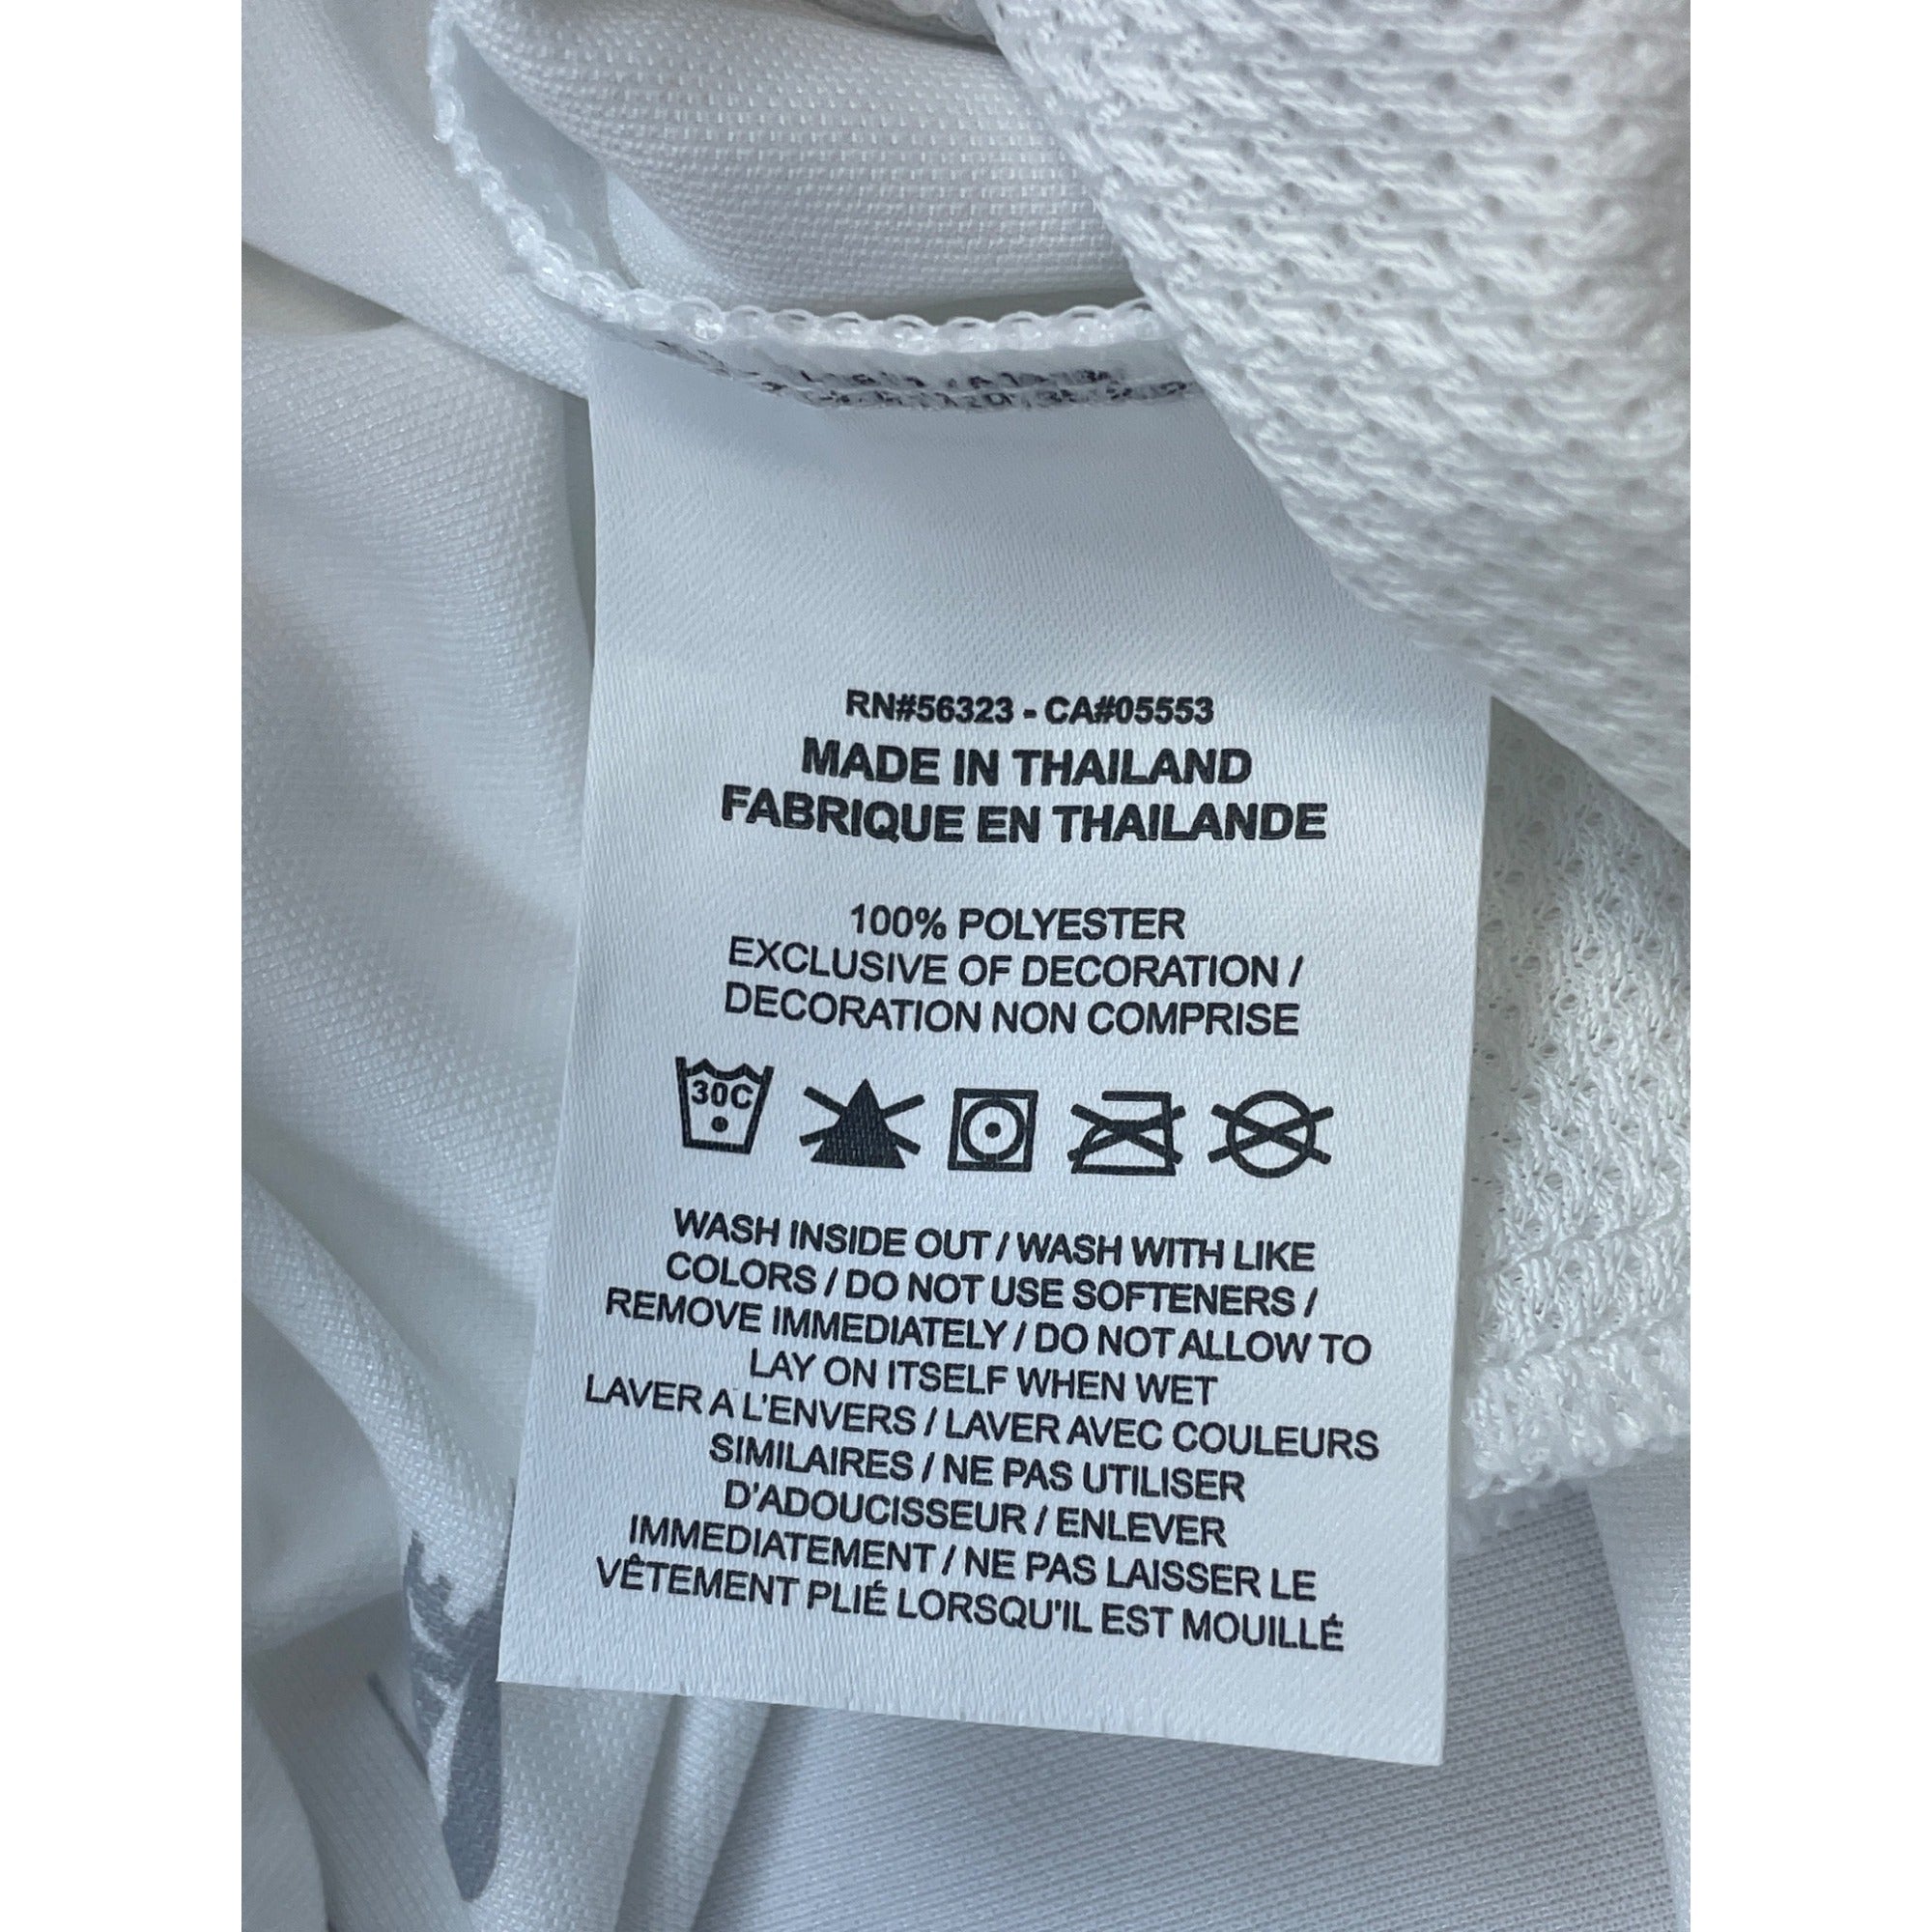 RN#56323 - CA#05553
MADE IN THAILAND
FABRIQUE EN THAILANDE
100% POLYESTER
EXCLUSIVE OF DECORATION /
DECORATION NON COMPRISE
30C
WASH INSIDE OUT / WASH WITH LIKE
COLORS / DO NOT USE SOFTENERS /
REMOVE IMMEDIATELY / DO NOT ALLOW TO
LAY ON ITSELF WHEN WET
LAVER A L'ENVERS / LAVER AVEC COULEURS
SIMILAIRES / NE PAS UTILISER
D'ADOUCISSEUR / ENLEVER
IMMEDIATEMENT / NE PAS LAISSER LE
VÊTEMENT PLIÉ LORSQU'IL EST MOUILLÉ